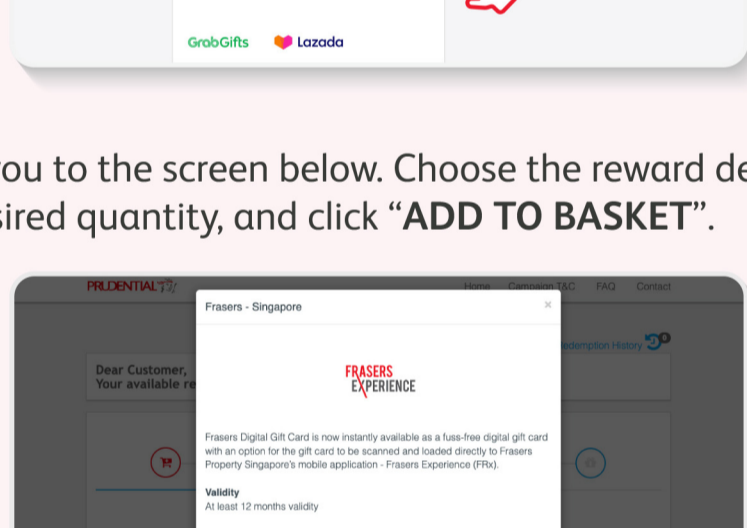 GrabGifts Lazada
ou to the screen below. Choose the reward de
sired quantity, and click “ADD TO BASKET”.
PRUDENTIAL
Home Campaign T&C FAQ Contact
Frasers - Singapore ×
Redemption History 0
Dear Customer,
Your available re
FRASERS
EXPERIENCE
Frasers Digital Gift Card is now instantly available as a fuss-free digital gift card
with an option for the gift card to be scanned and loaded directly to Frasers
Property Singapore's mobile application - Frasers Experience (FRx).
Validity
At least 12 months validity